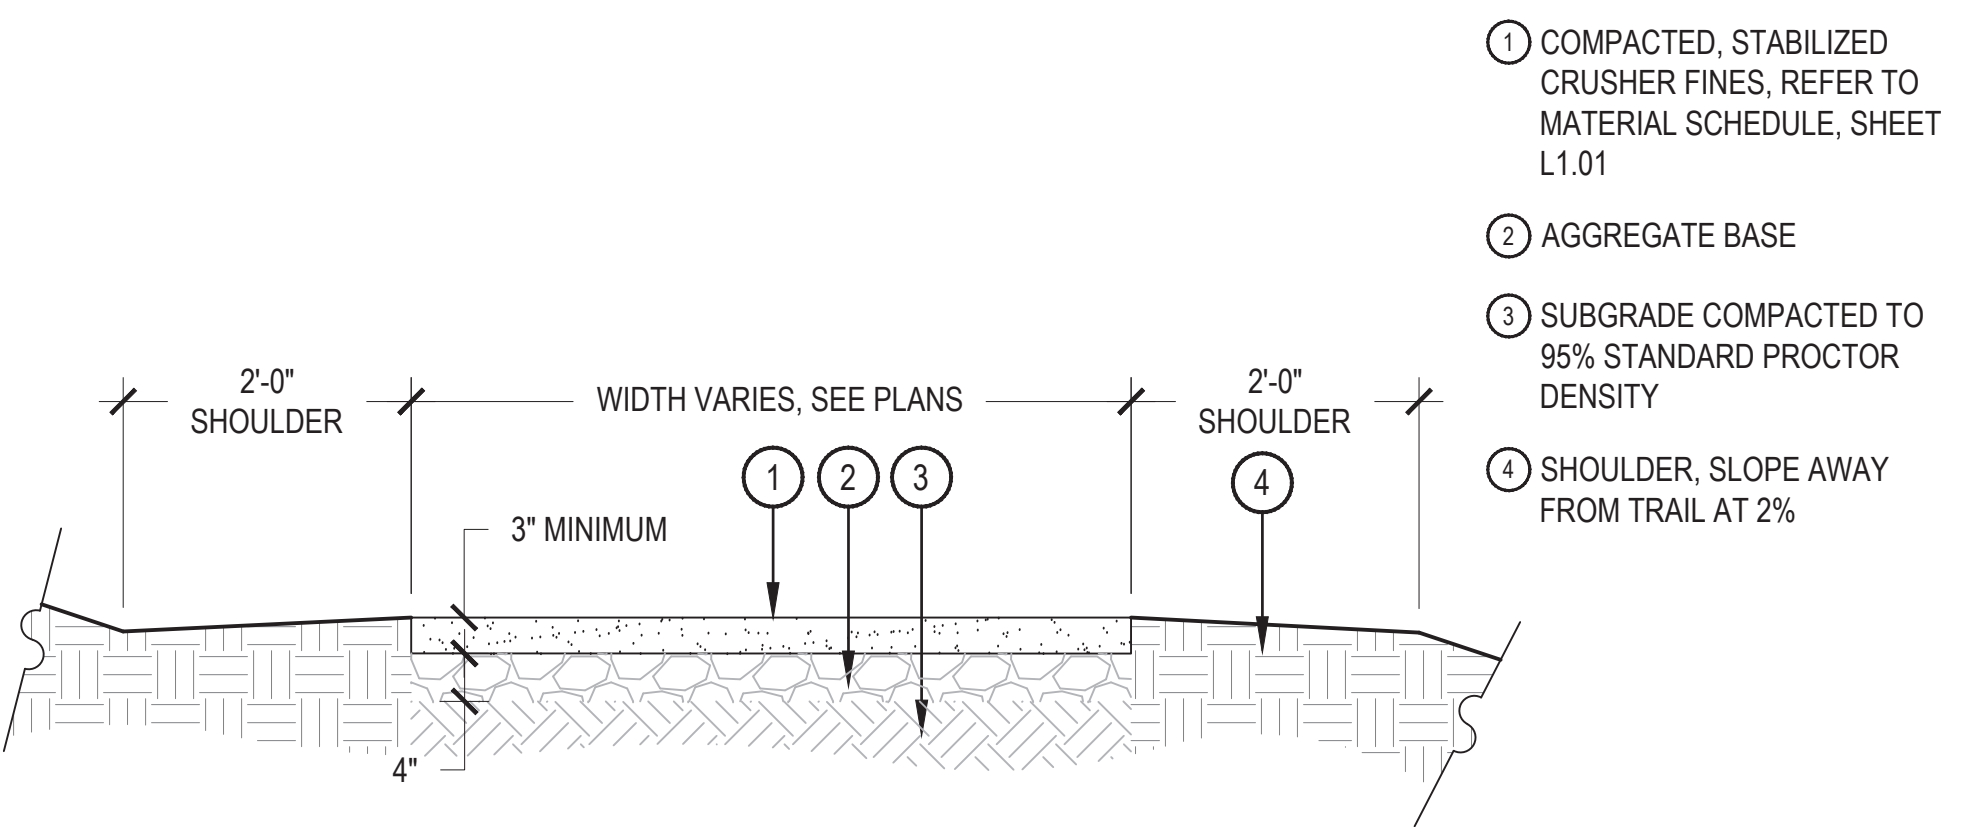 1 COMPACTED, STABILIZED
CRUSHER FINES, REFER TO
MATERIAL SCHEDULE, SHEET
L1.01
2 AGGREGATE BASE
3 SUBGRADE COMPACTED TO
95% STANDARD PROCTOR
DENSITY
4 SHOULDER, SLOPE AWAY
FROM TRAIL AT 2%
2'-0"
SHOULDER
WIDTH VARIES, SEE PLANS
2'-0"
SHOULDER
1 2 3 4
3" MINIMUM
4"